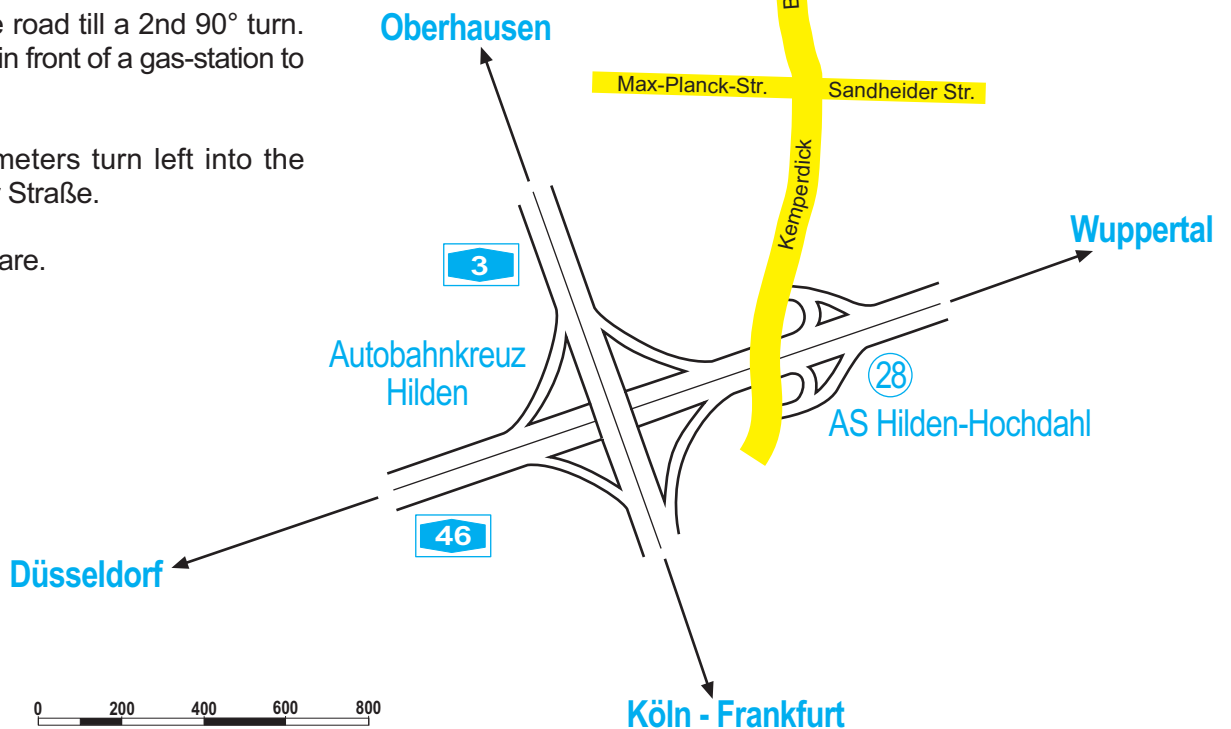 road till a 2nd 90° turn.
in front of a gas-station to
meters turn left into the
Straße.
are.
Oberhausen
Max-Planck-Str.
Sandheider Str.
Kemperdick
Wuppertal
3
Autobahnkreuz
Hilden
28
AS Hilden-Hochdahl
46
Düsseldorf
Köln - Frankfurt
0 200 400 600 800